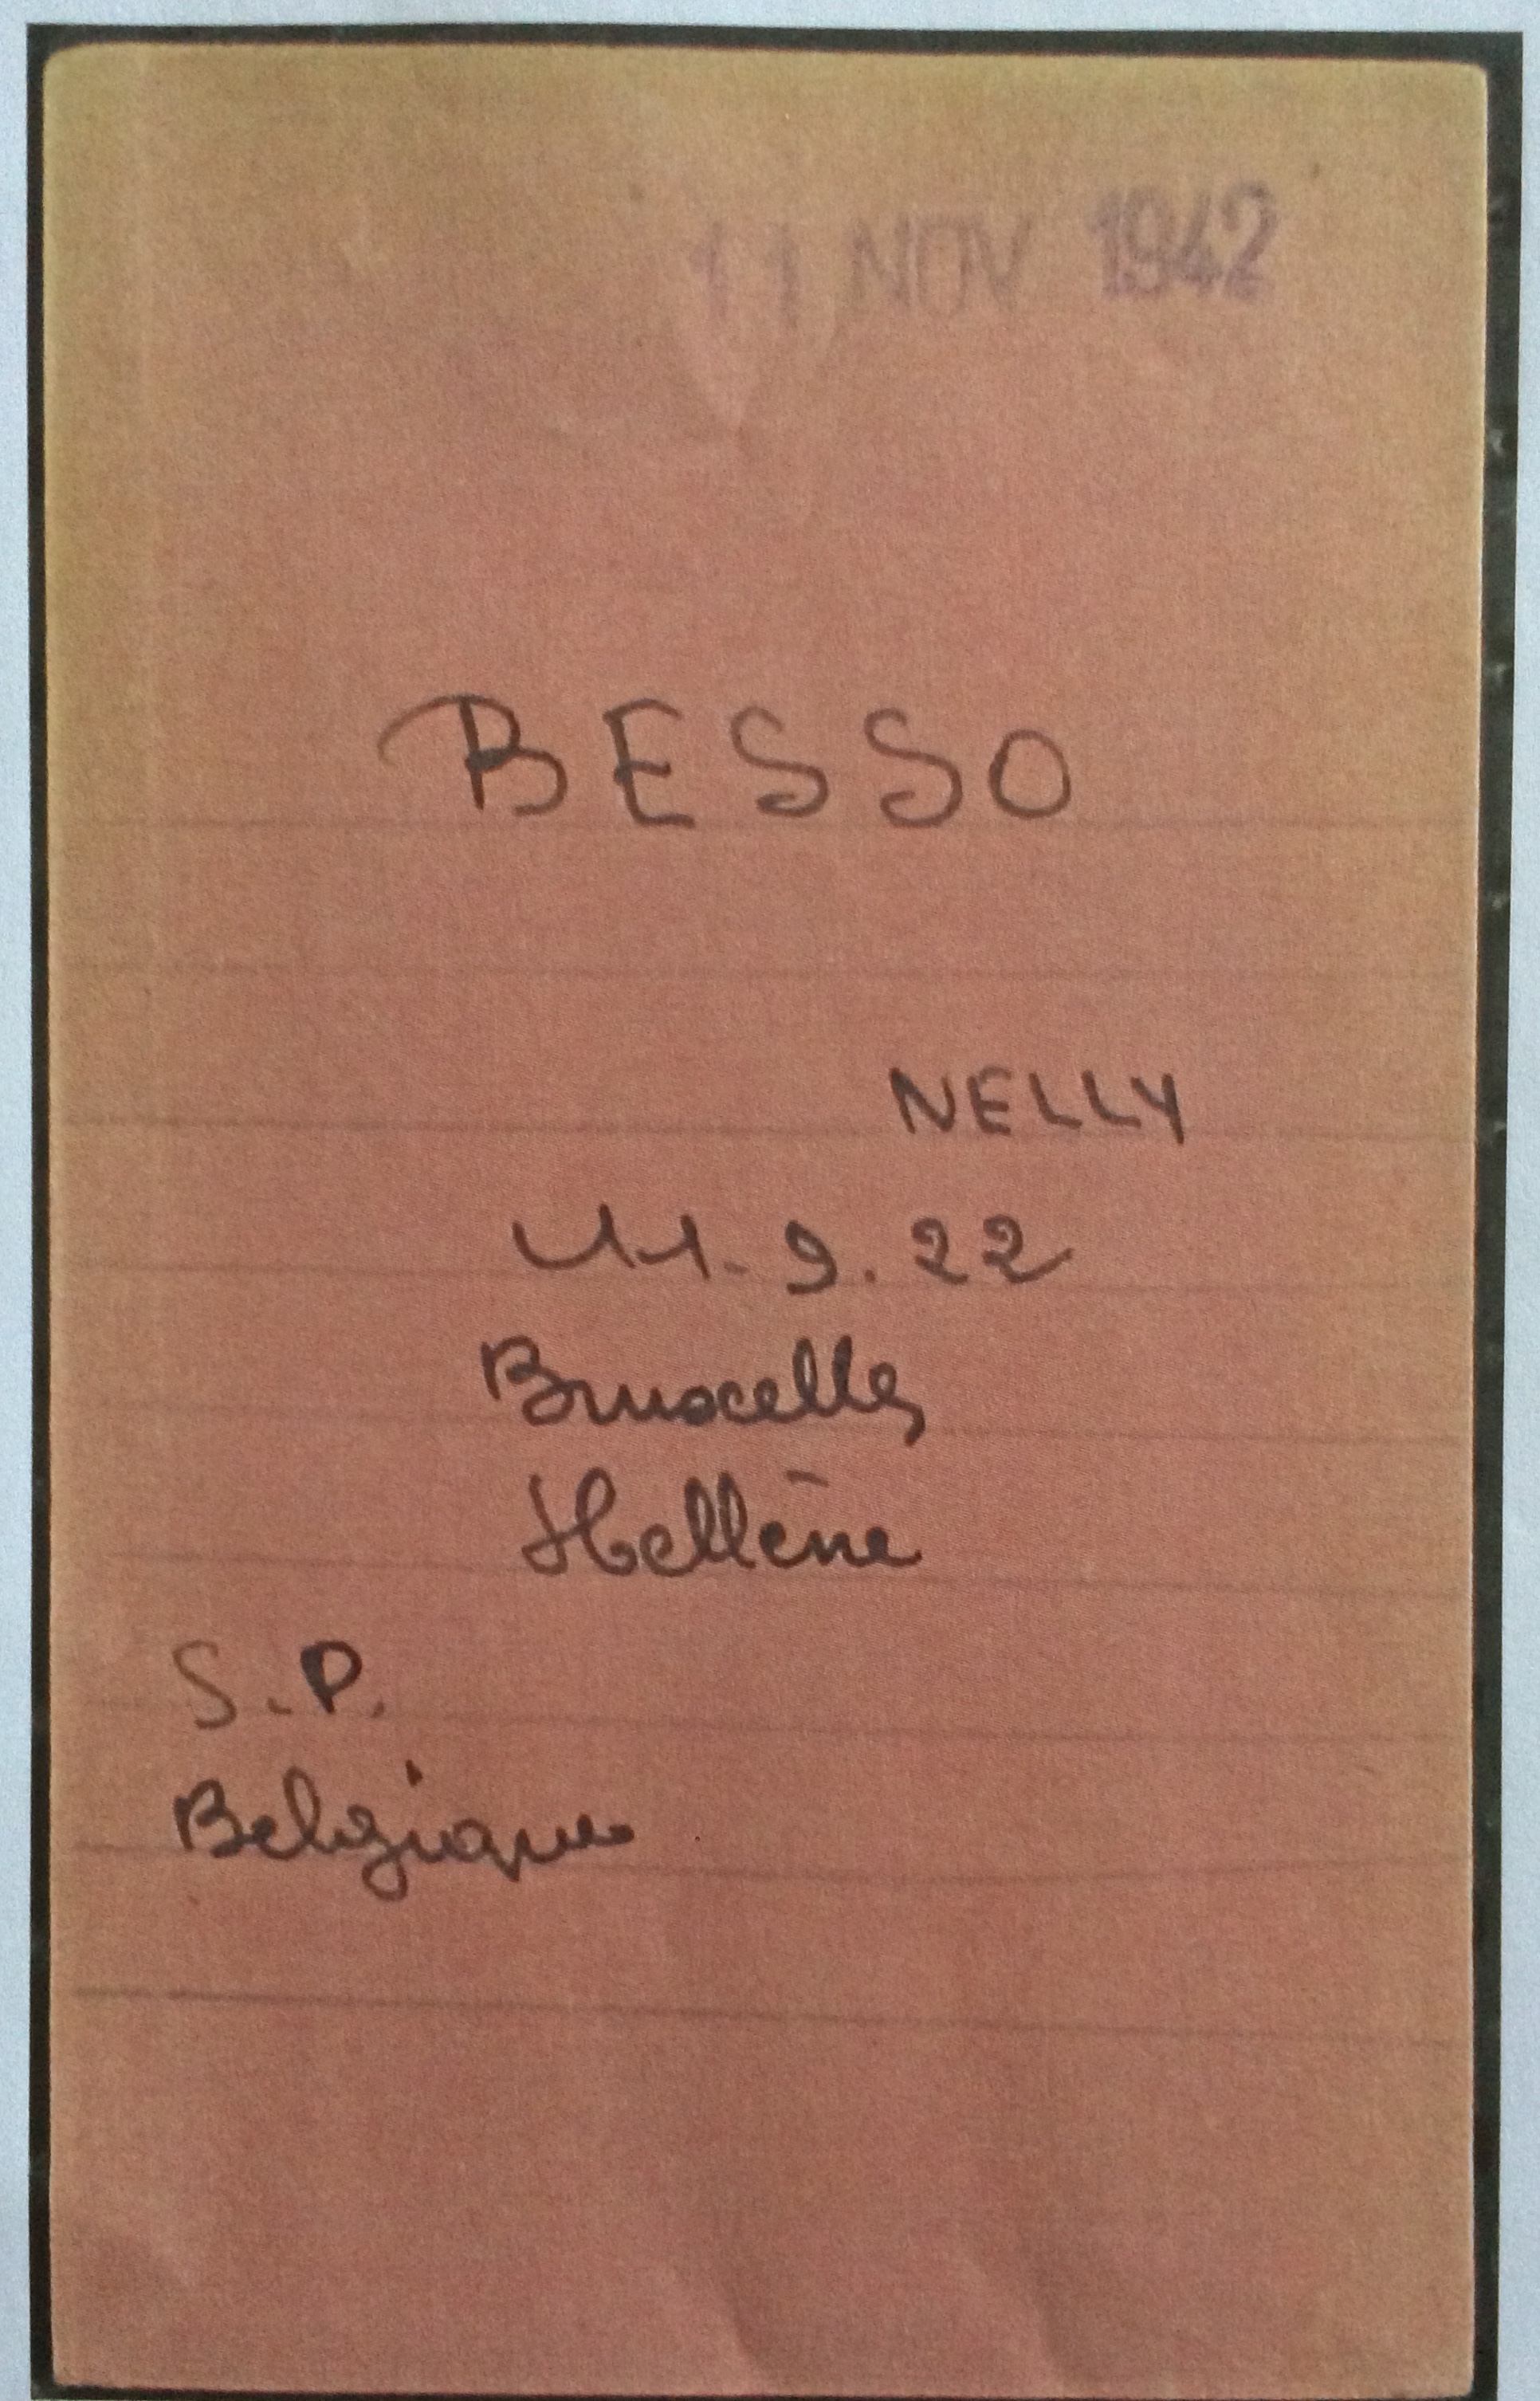 11 NOV 1942
BESSO
NELLY
11-9.22
Bruxelles
Hellène
S.P.
Belgique